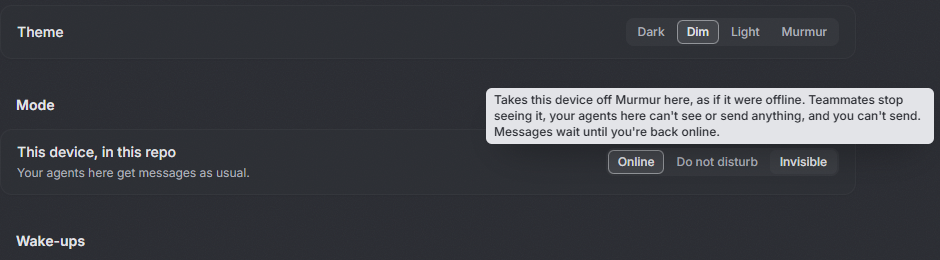 Theme
Dark Dim Light Murmur
Mode
Takes this device off Murmur here, as if it were offline. Teammates stop
seeing it, your agents here can't see or send anything, and you can't send.
Messages wait until you're back online.
This device, in this repo
Your agents here get messages as usual.
Online Do not disturb Invisible
Wake-ups